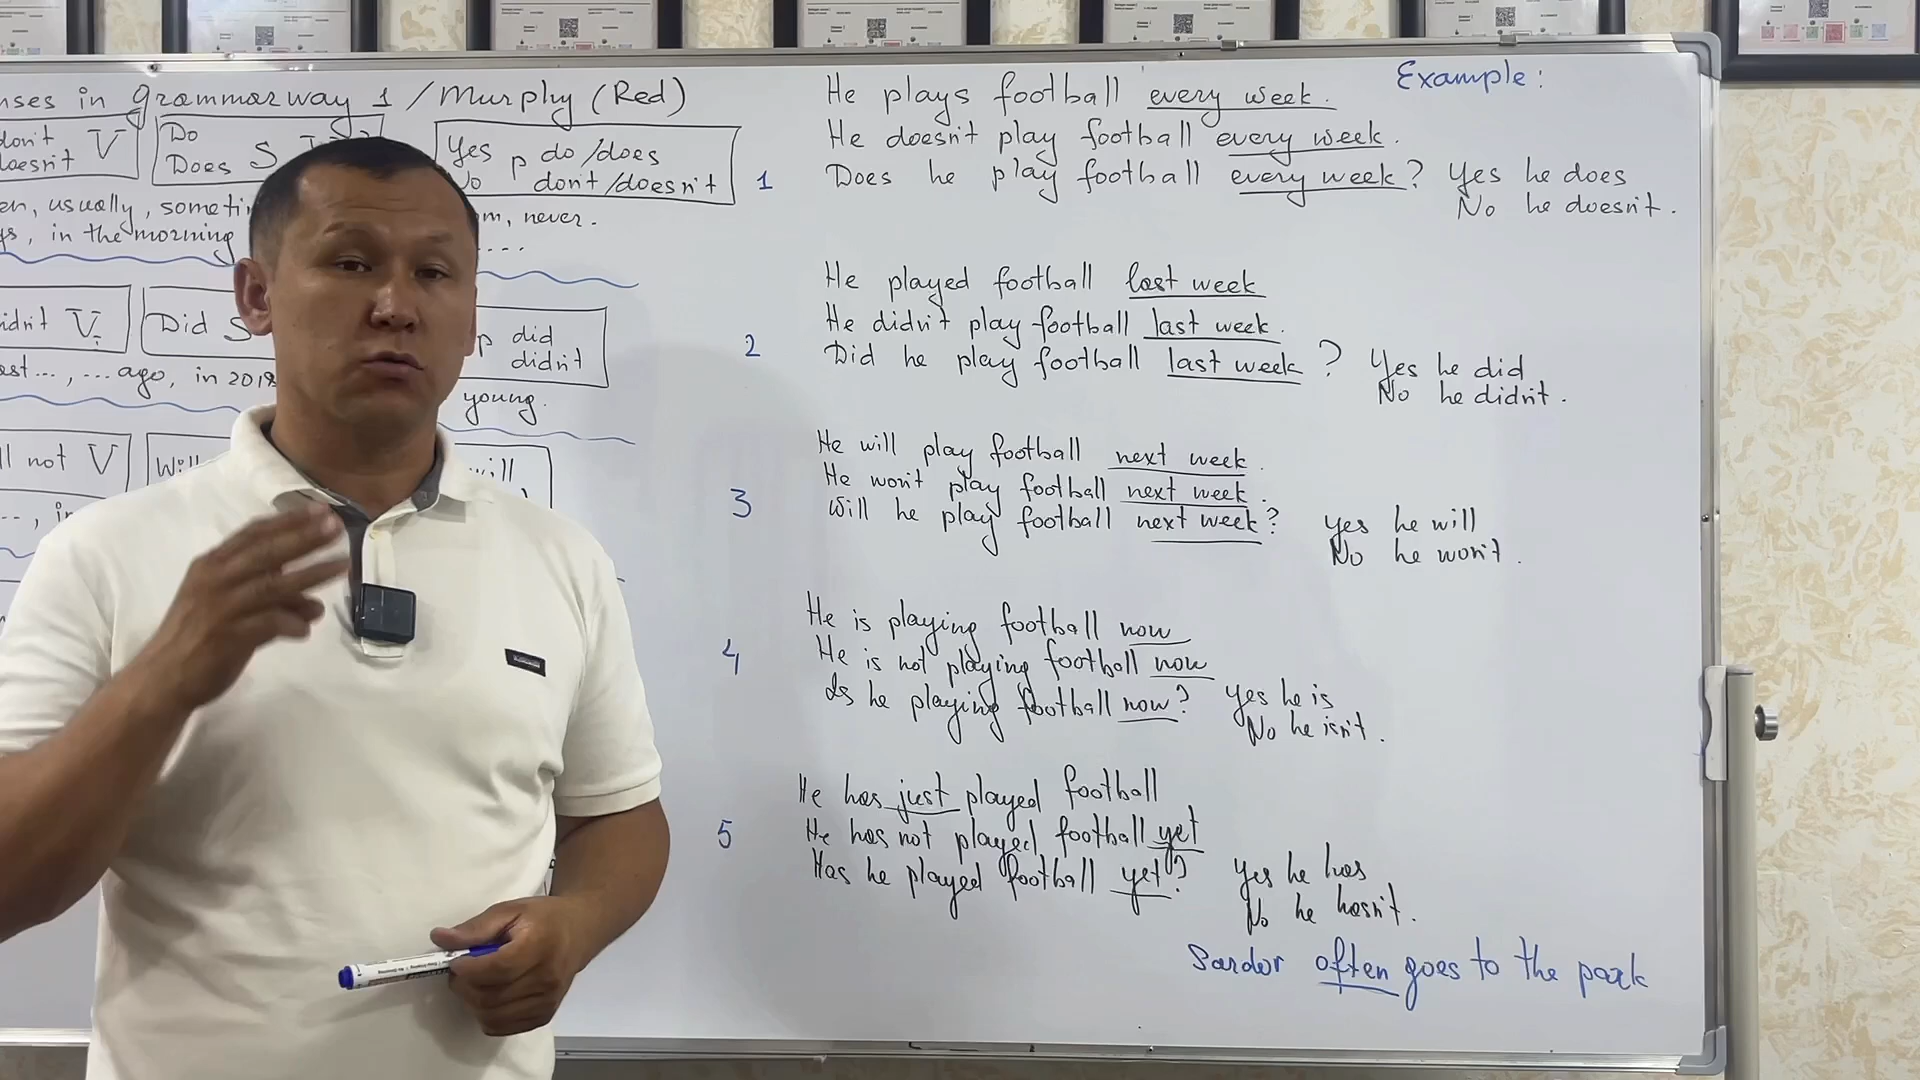 in Grammarway 1 / Murphy (Red)
don't V
doesn't
Do
Does S
Yes p do/does
don't/doesn't
usually,
never.
in the morning
....
didn't V
Did S
p did
didn't
..., ... ago, in 2018
young.
not V
will
Example:
1
He plays football every week.
He doesn't play football every week.
Does he play football every week? Yes he does
No he doesn't.
2
He played football last week
He didn't play football last week.
Did he play football last week? Yes he did
No he didn't.
3
He will play football next week.
He won't play football next week.
Will he play football next week? Yes he will
No he won't.
4
He is playing football now
He is not playing football now
Is he playing football now? Yes he is
No he isn't.
5
He has just played football
He has not played football yet
Has he played football yet? Yes he has
No he hasn't.
Sardor often goes to the park